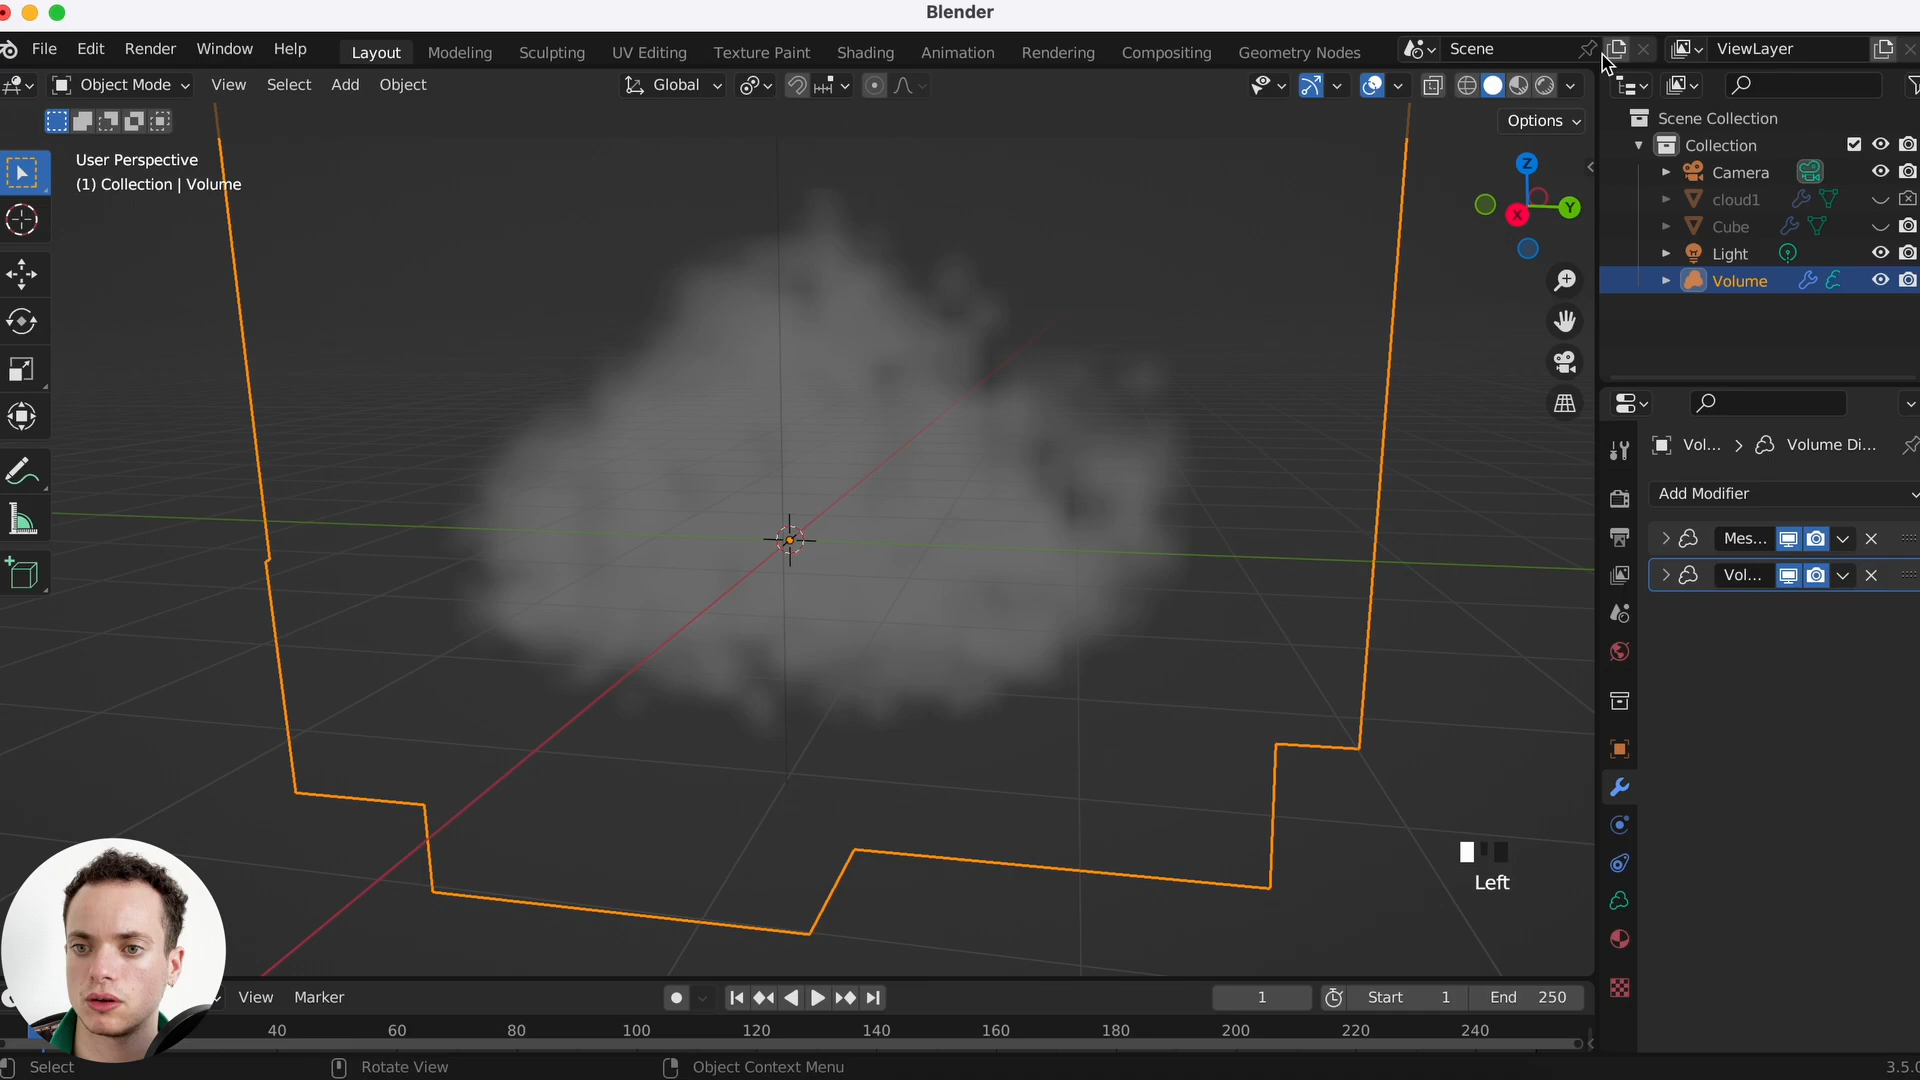 Blender
File Edit Render Window Help Layout Modeling Sculpting UV Editing Texture Paint Shading Animation Rendering Compositing Geometry Nodes Scene ViewLayer
Object Mode View Select Add Object Global
Options
User Perspective
(1) Collection | Volume
Z
Y
X
Scene Collection
Collection
Camera
cloud1
Cube
Light
Volume
Vol... Volume Di...
Add Modifier
Mes...
Vol...
Left
View Marker 1 Start 1 End 250
40 60 80 100 120 140 160 180 200 220 240
Select Rotate View Object Context Menu 3.5.0